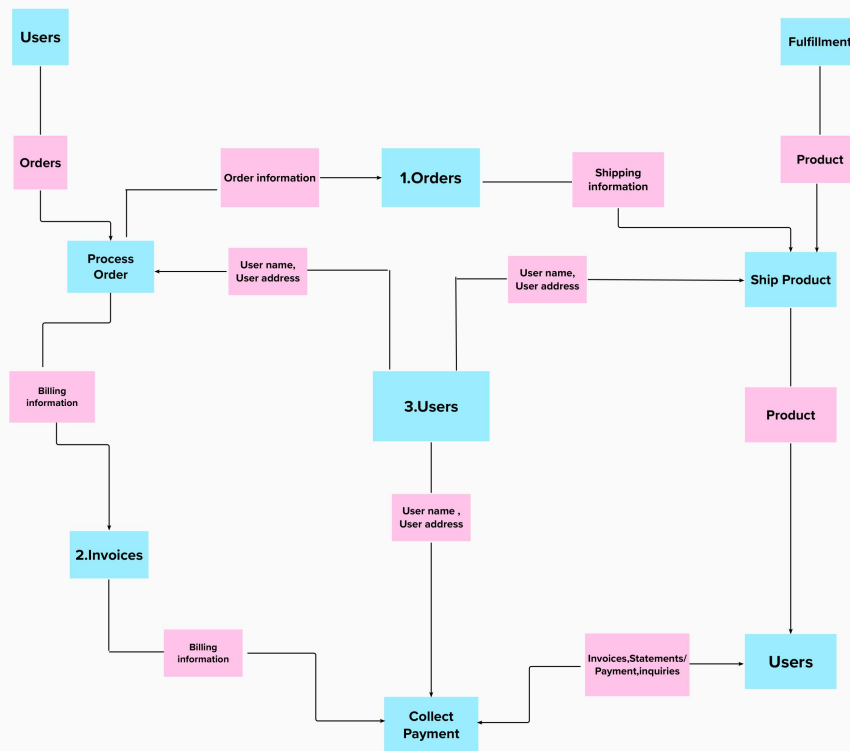 Users
Fulfillment
Orders
Order information
1.Orders
Shipping
information
Product
Process
Order
User name,
User address
User name,
User address
Ship Product
Billing
information
3.Users
Product
User name ,
User address
2.Invoices
Billing
information
Invoices,Statements/
Payment,inquiries
Users
Collect
Payment